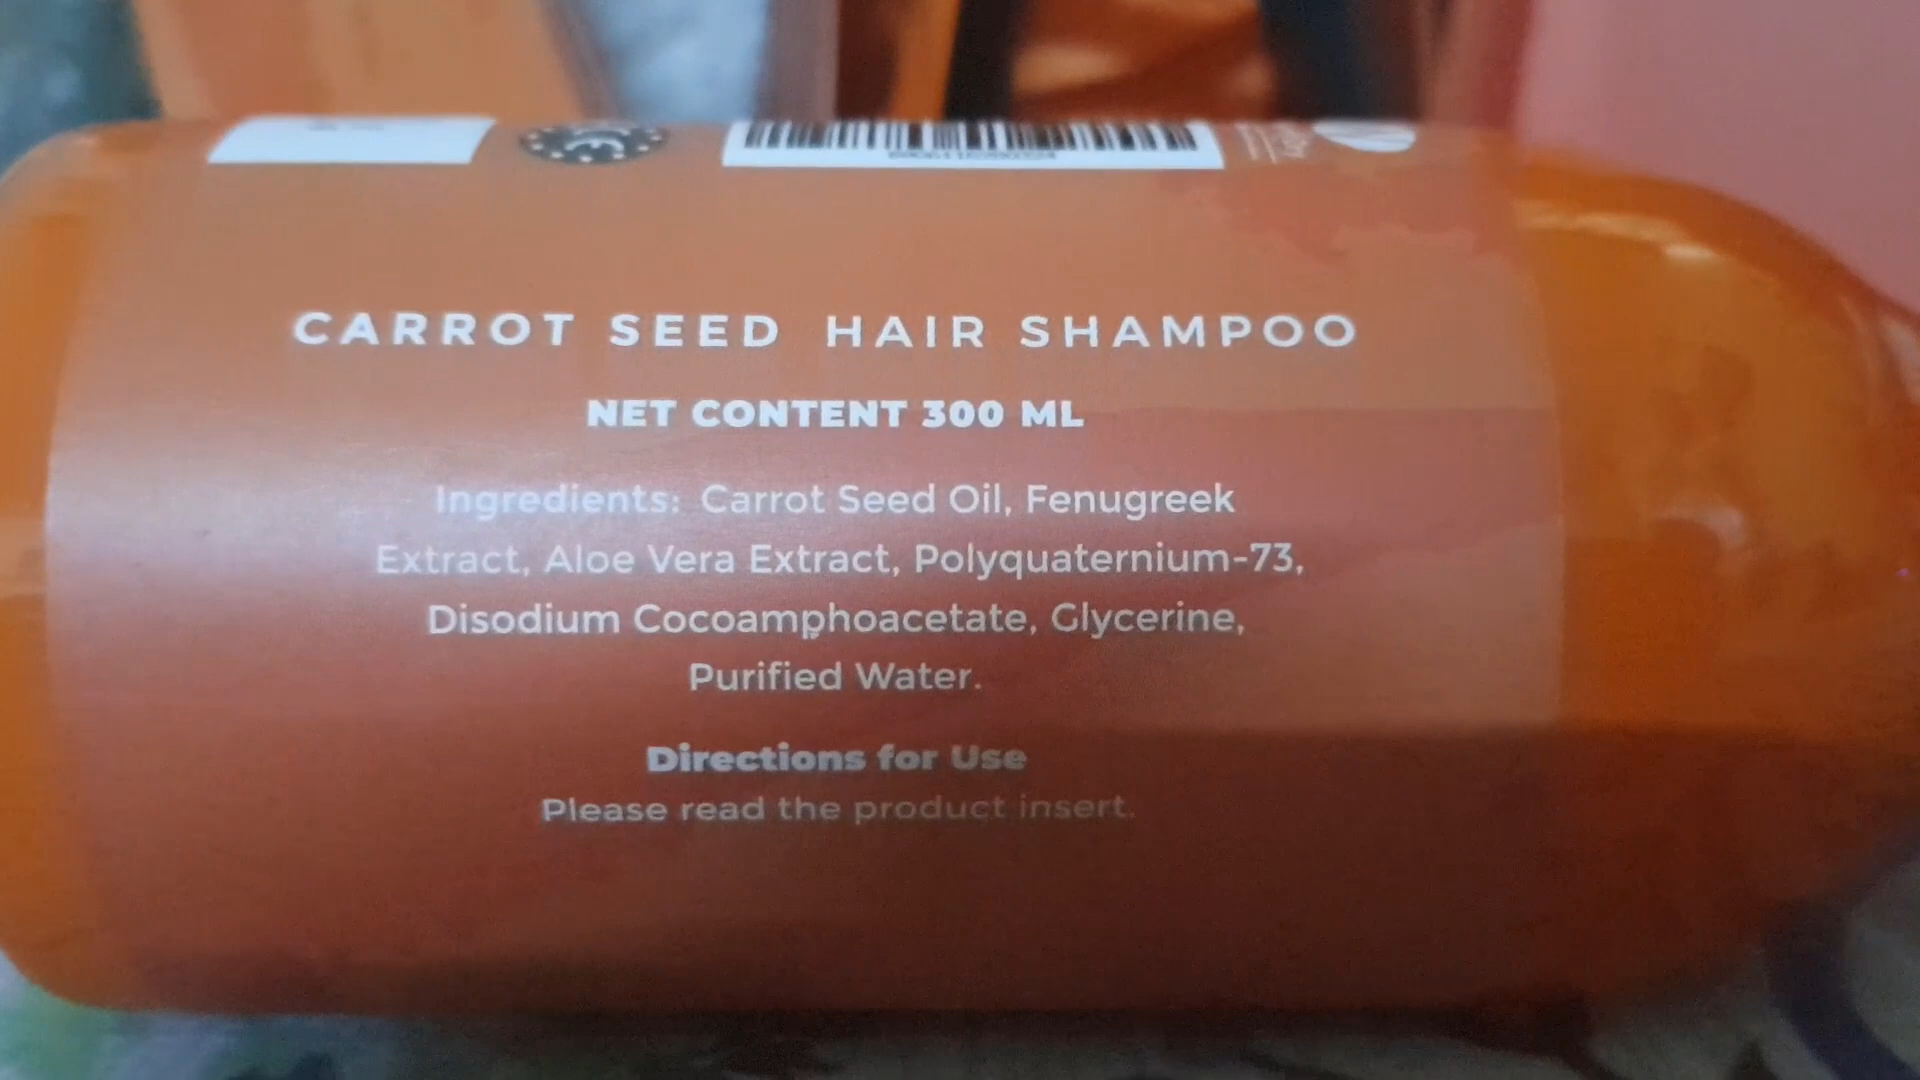 CARROT SEED HAIR SHAMPOO
NET CONTENT 300 ML
Ingredients: Carrot Seed Oil, Fenugreek
Extract, Aloe Vera Extract, Polyquaternium-73,
Disodium Cocoamphoacetate, Glycerine,
Purified Water.
Directions for Use
Please read the product insert.